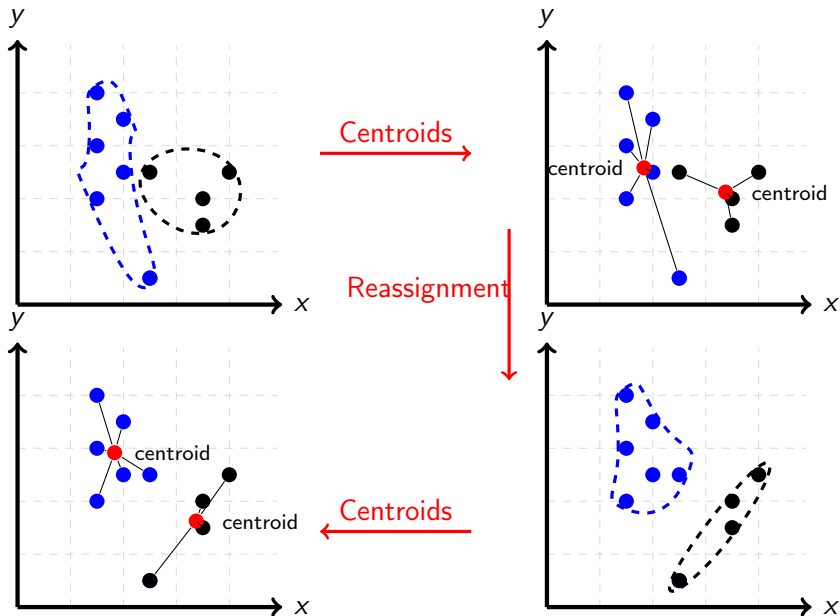 y
y
Centroids
centroid
centroid
Reassignment
x
x
y
centroid
centroid
Centroids
x
x